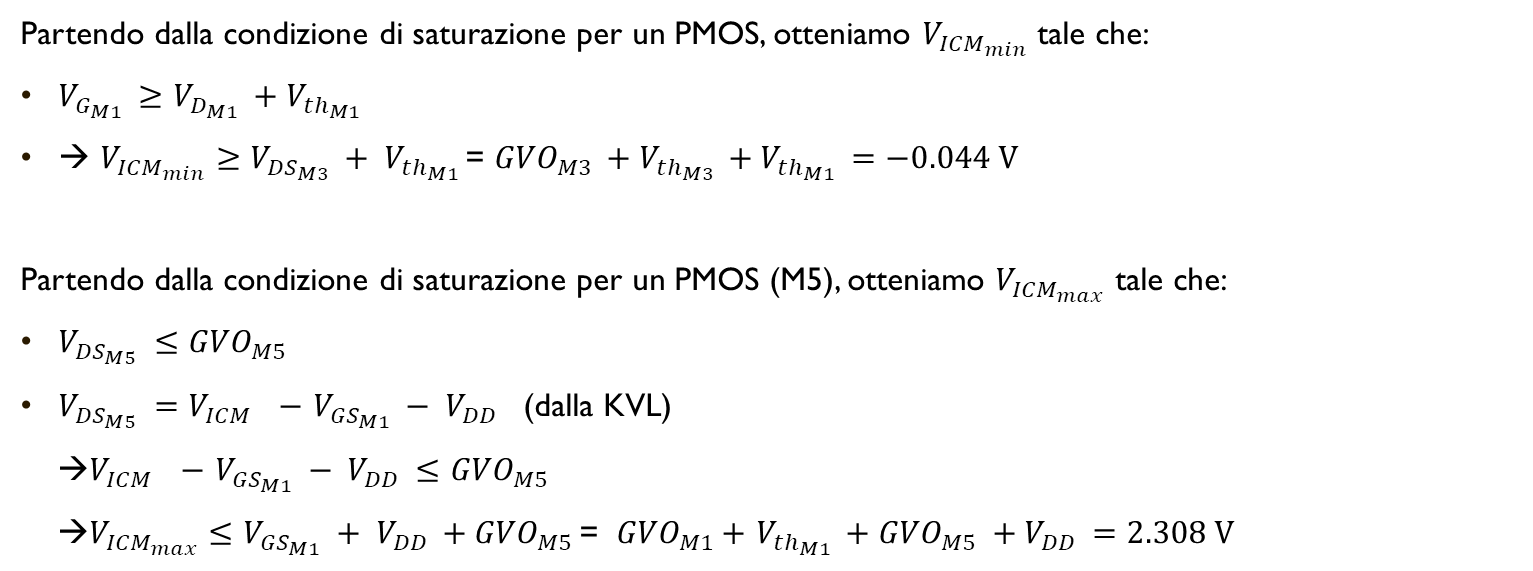 Partendo dalla condizione di saturazione per un PMOS, otteniamo $V_{ICM_{min}}$ tale che:
• $V_{G_{M1}} \geq V_{D_{M1}} + V_{th_{M1}}$
• → $V_{ICM_{min}} \geq V_{DS_{M3}} + V_{th_{M1}} = GVO_{M3} + V_{th_{M3}} + V_{th_{M1}} = -0.044$ V
Partendo dalla condizione di saturazione per un PMOS (M5), otteniamo $V_{ICM_{max}}$ tale che:
• $V_{DS_{M5}} \leq GVO_{M5}$
• $V_{DS_{M5}} = V_{ICM} - V_{GS_{M1}} - V_{DD}$ (dalla KVL)
→$V_{ICM} - V_{GS_{M1}} - V_{DD} \leq GVO_{M5}$
→$V_{ICM_{max}} \leq V_{GS_{M1}} + V_{DD} + GVO_{M5} = GVO_{M1} + V_{th_{M1}} + GVO_{M5} + V_{DD} = 2.308$ V